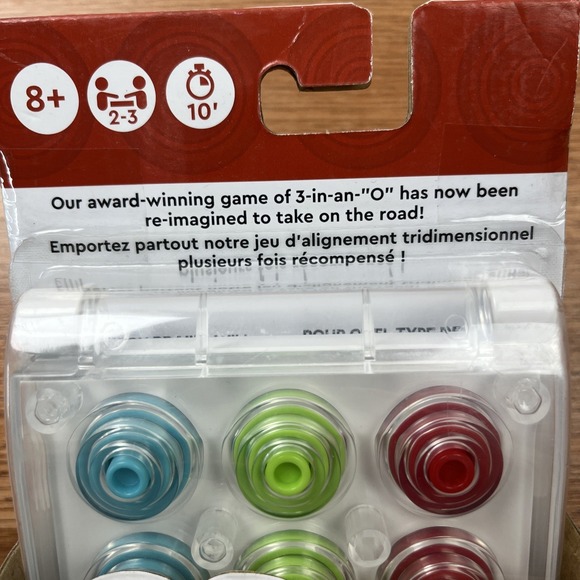 8+
2-3
10'
Our award-winning game of 3-in-an-"O" has now been
re-imagined to take on the road!
Emportez partout notre jeu d'alignement tridimensionnel
plusieurs fois récompensé !